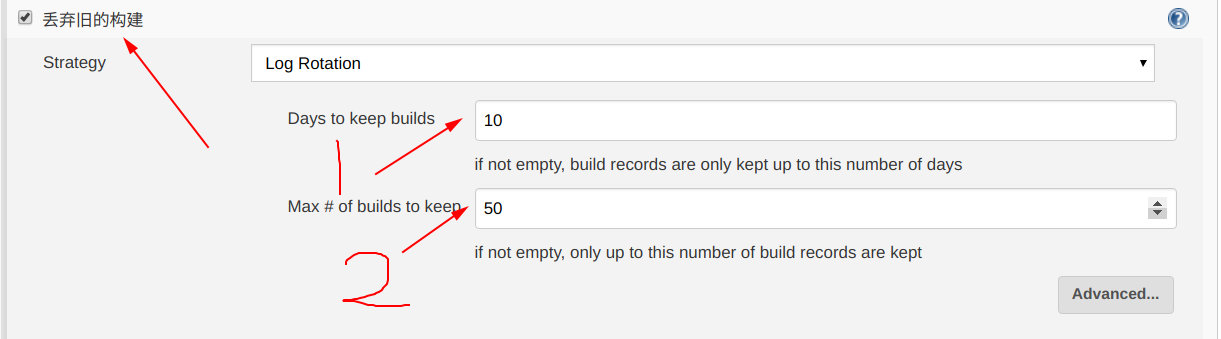 丢弃旧的构建
Strategy Log Rotation
Days to keep builds 10
1
if not empty, build records are only kept up to this number of days
Max # of builds to keep 50
if not empty, only up to this number of build records are kept
2
Advanced...